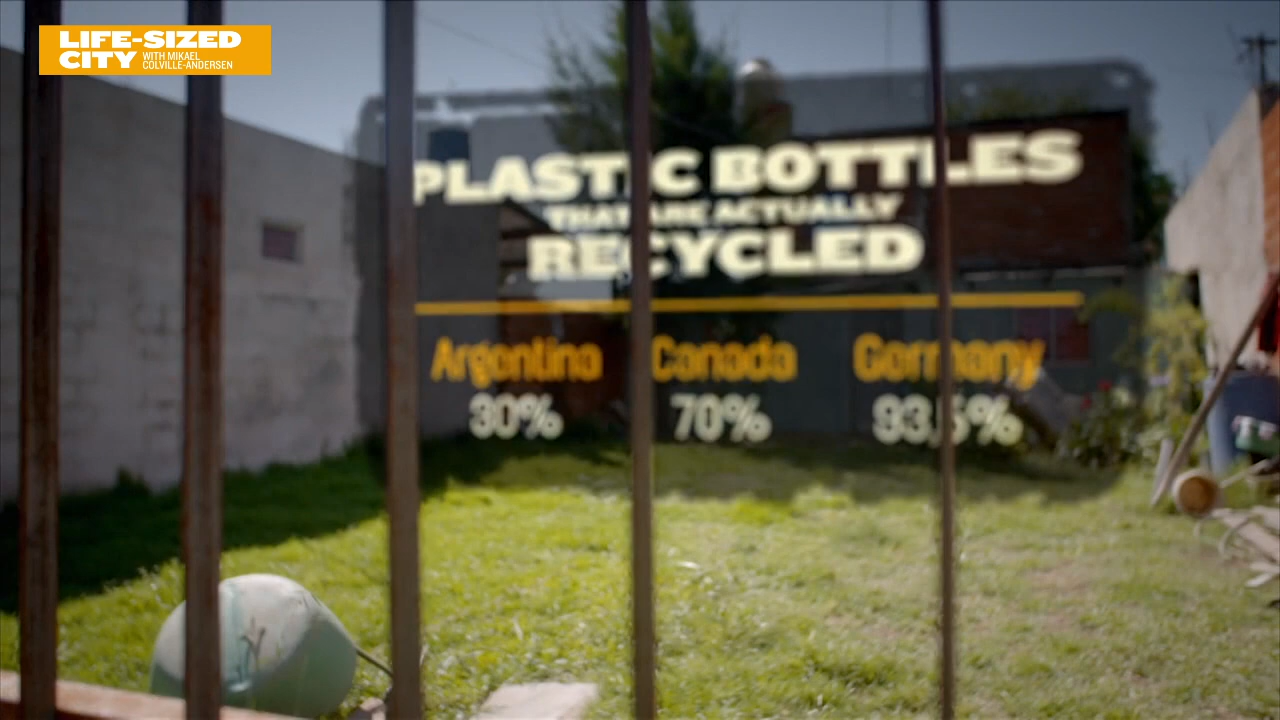 LIFE-SIZED
CITY WITH MIKAEL
COLVILLE-ANDERSEN
PLASTIC BOTTLES
THAT ARE ACTUALLY
RECYCLED
Argentina Canada Germany
30% 70% 93,5%